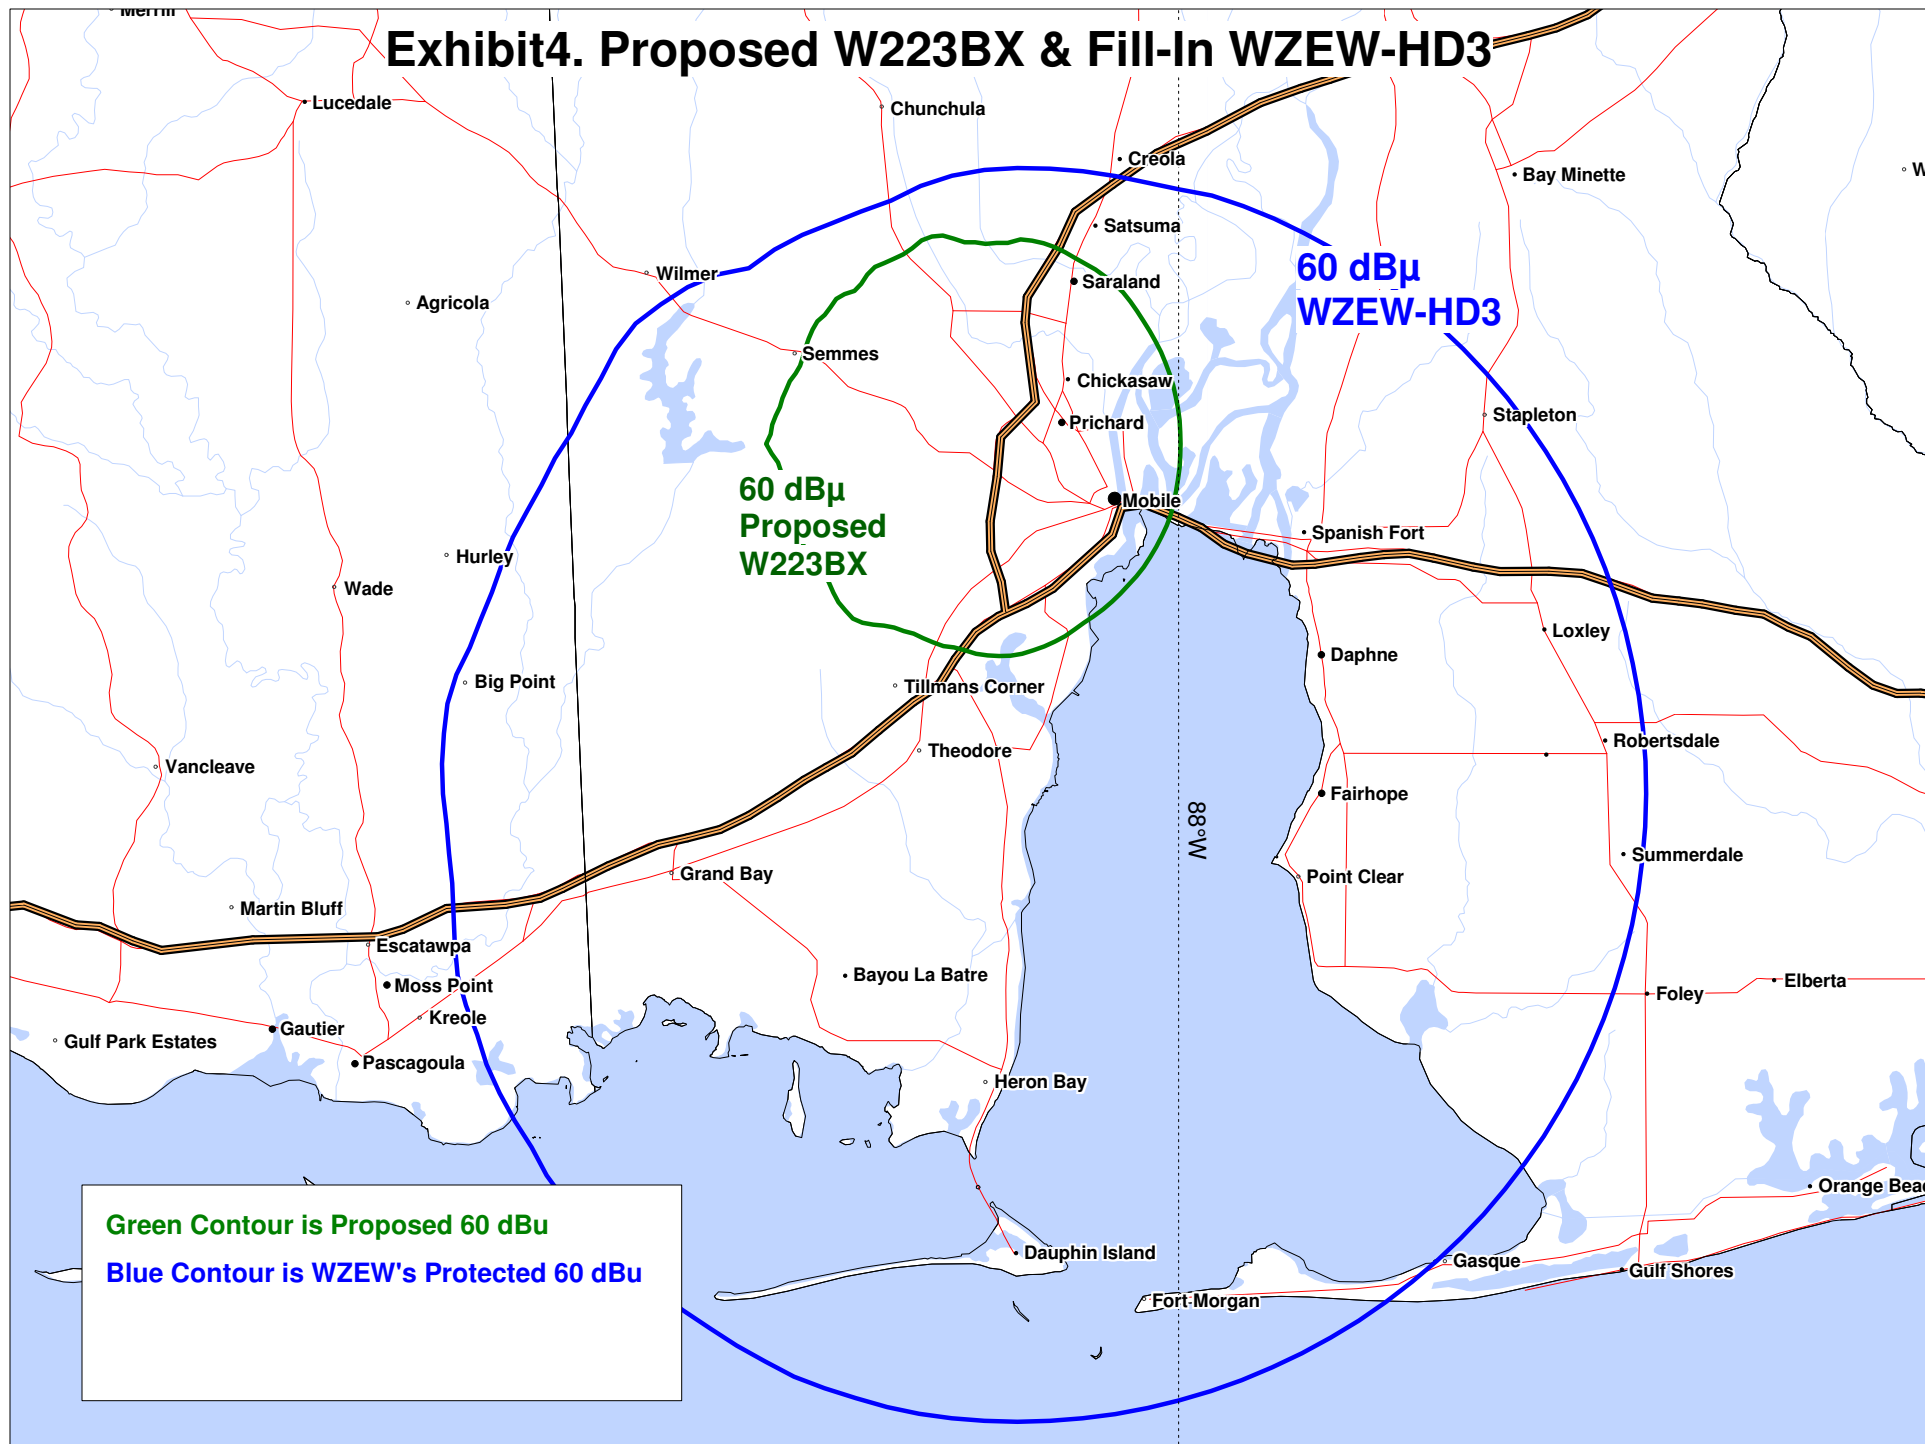 Merrill
Exhibit4. Proposed W223BX & Fill-In WZEW-HD3
Lucedale
Chunchula
Creola
Bay Minette
W
Satsuma
60 dBµ
WZEW-HD3
Wilmer
Saraland
Agricola
Semmes
Chickasaw
Prichard
Stapleton
60 dBµ
Proposed
W223BX
Mobile
Spanish Fort
Hurley
Wade
Loxley
Daphne
Big Point
Tillmans Corner
Theodore
Robertsdale
Vancleave
Fairhope
88°W
Summerdale
Grand Bay
Point Clear
Martin Bluff
Escatawpa
Bayou La Batre
Moss Point
Elberta
Foley
Kreole
Gautier
Gulf Park Estates
Pascagoula
Heron Bay
Orange Bea
Green Contour is Proposed 60 dBu
Blue Contour is WZEW's Protected 60 dBu
Dauphin Island
Gasque
Gulf Shores
Fort Morgan